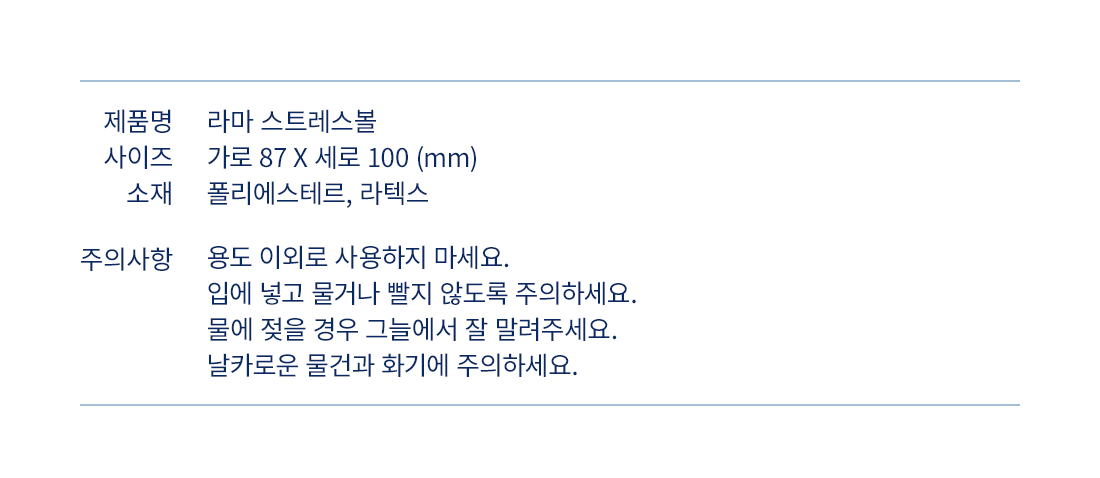 제품명 라마 스트레스볼
사이즈 가로 87 X 세로 100 (mm)
소재 폴리에스테르, 라텍스
주의사항 용도 이외로 사용하지 마세요.
입에 넣고 물거나 빨지 않도록 주의하세요.
물에 젖을 경우 그늘에서 잘 말려주세요.
날카로운 물건과 화기에 주의하세요.